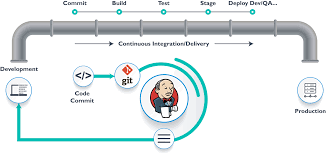 Commit Build Test Stage Deploy Dev\QA...
Continuous Integration/Delivery
Development
</>
git
Code
Commit
Production